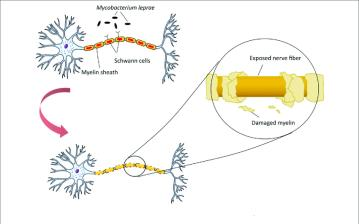 Mycobacterium leprae
Schwann cells
Myelin sheath
Exposed nerve fiber
Damaged myelin